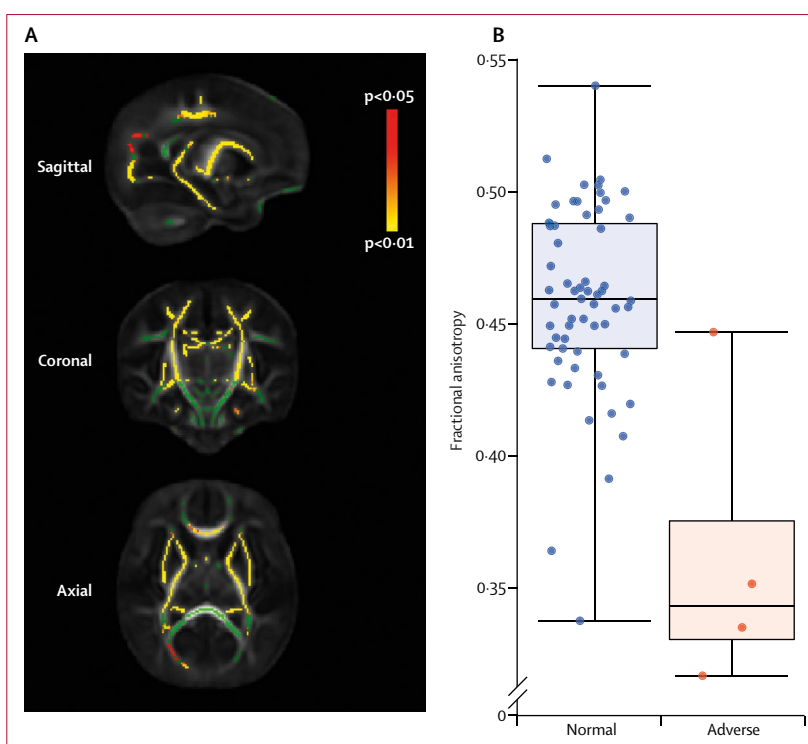 A
p<0·05
Sagittal
p<0·01
Coronal
Axial
B
0·55
0·50
0·45
0·40
0·35
0
Fractional anisotropy
Normal
Adverse